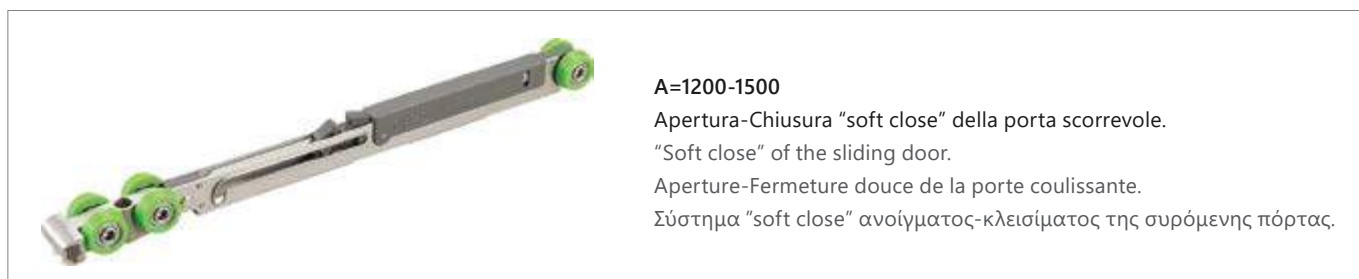 A=1200-1500
Apertura-Chiusura “soft close” della porta scorrevole.
“Soft close” of the sliding door.
Aperture-Fermeture douce de la porte coulissante.
Σύστημα “soft close” ανοίγματος-κλεισίματος της συρόμενης πόρτας.